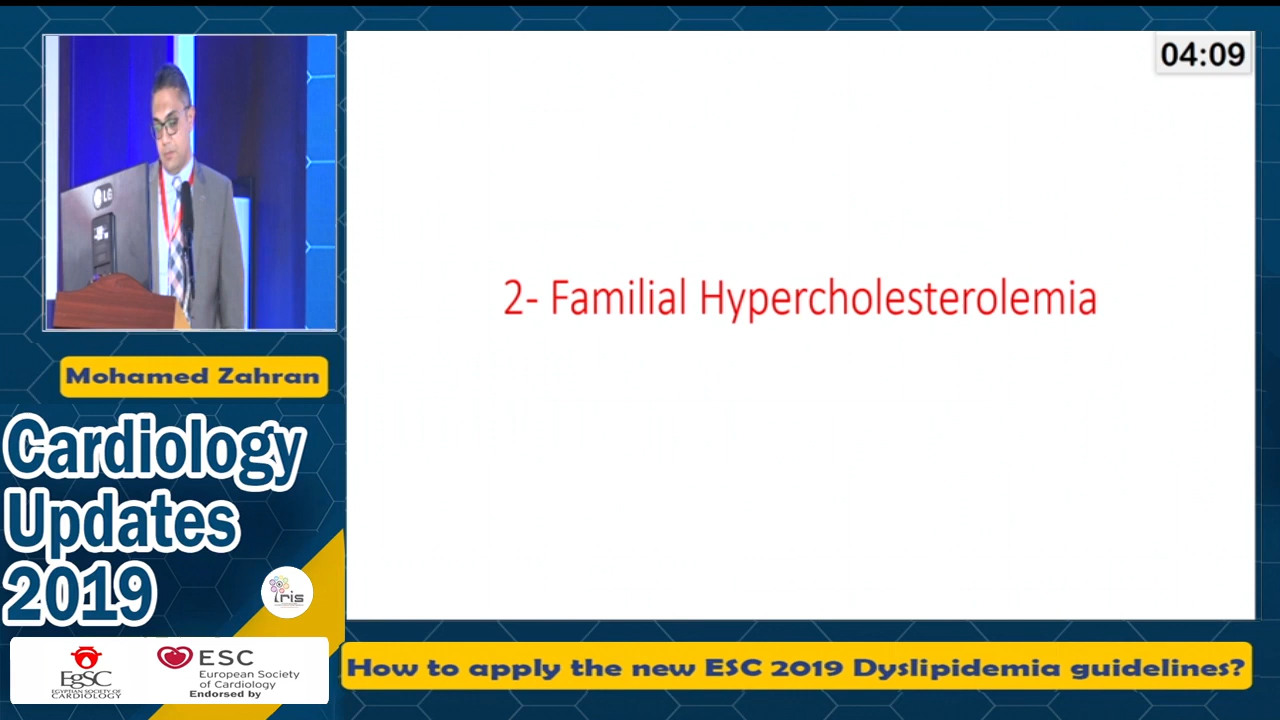 04:09
2- Familial Hypercholesterolemia
LG
Mohamed Zahran
Cardiology
Updates
2019
iris
EgSC
EGYPTIAN SOCIETY OF
CARDIOLOGY
ESC
European Society
of Cardiology
Endorsed by
How to apply the new ESC 2019 Dyslipidemia guidelines?